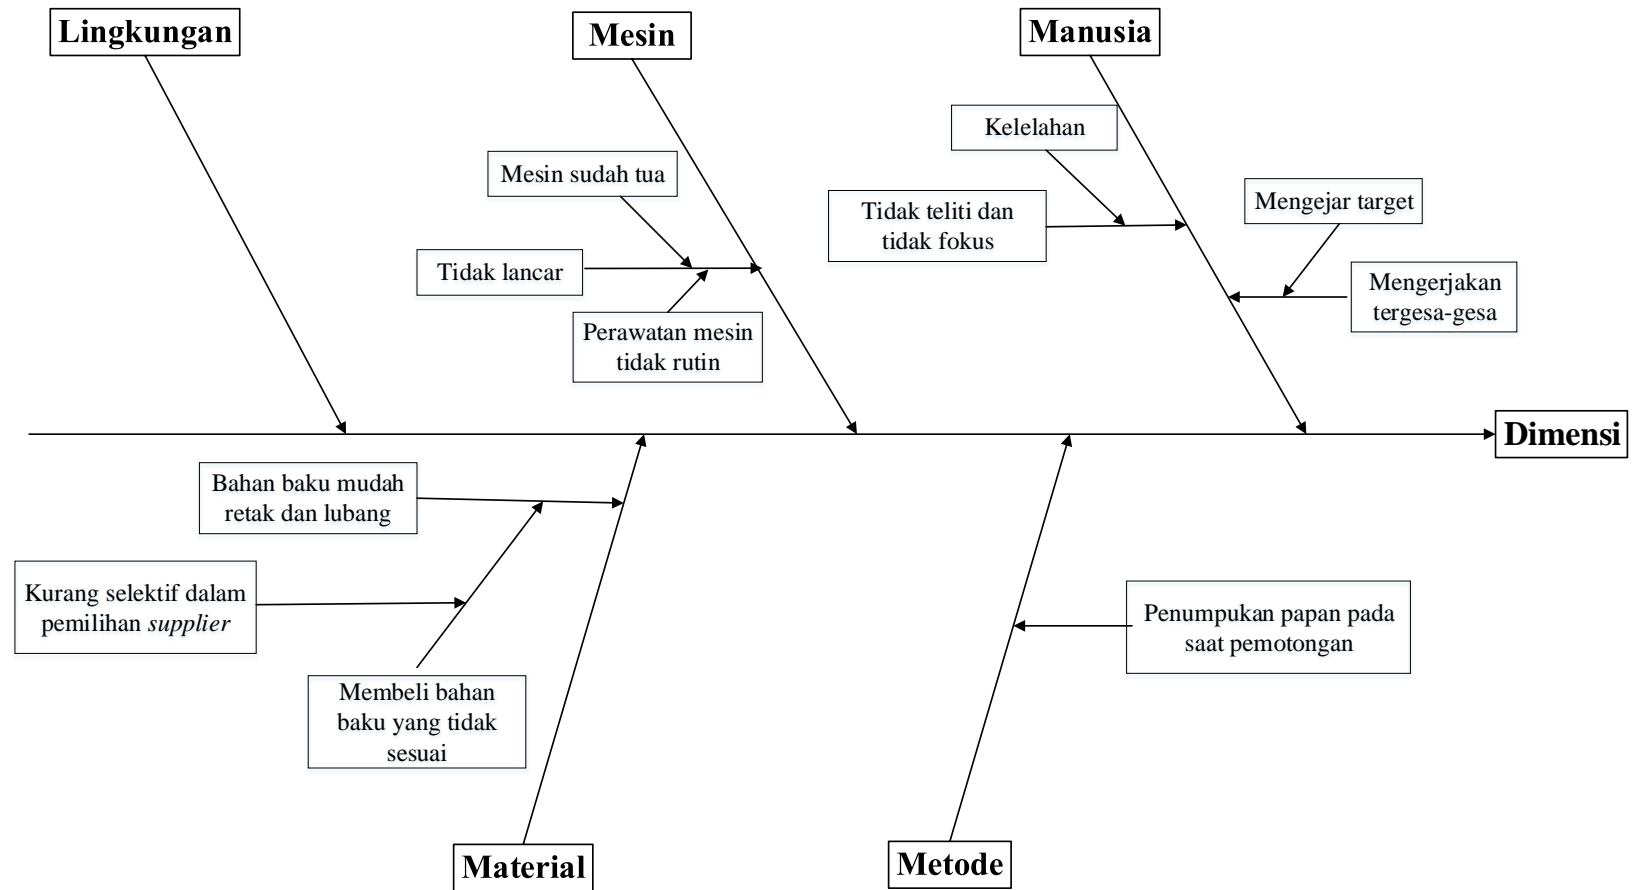 Lingkungan
Mesin
Manusia
Kelelahan
Mesin sudah tua
Tidak teliti dan
tidak fokus
Mengejar target
Tidak lancar
Mengerjakan
tergesa-gesa
Perawatan mesin
tidak rutin
Dimensi
Bahan baku mudah
retak dan lubang
Kurang selektif dalam
pemilihan supplier
Penumpukan papan pada
saat pemotongan
Membeli bahan
baku yang tidak
sesuai
Material
Metode